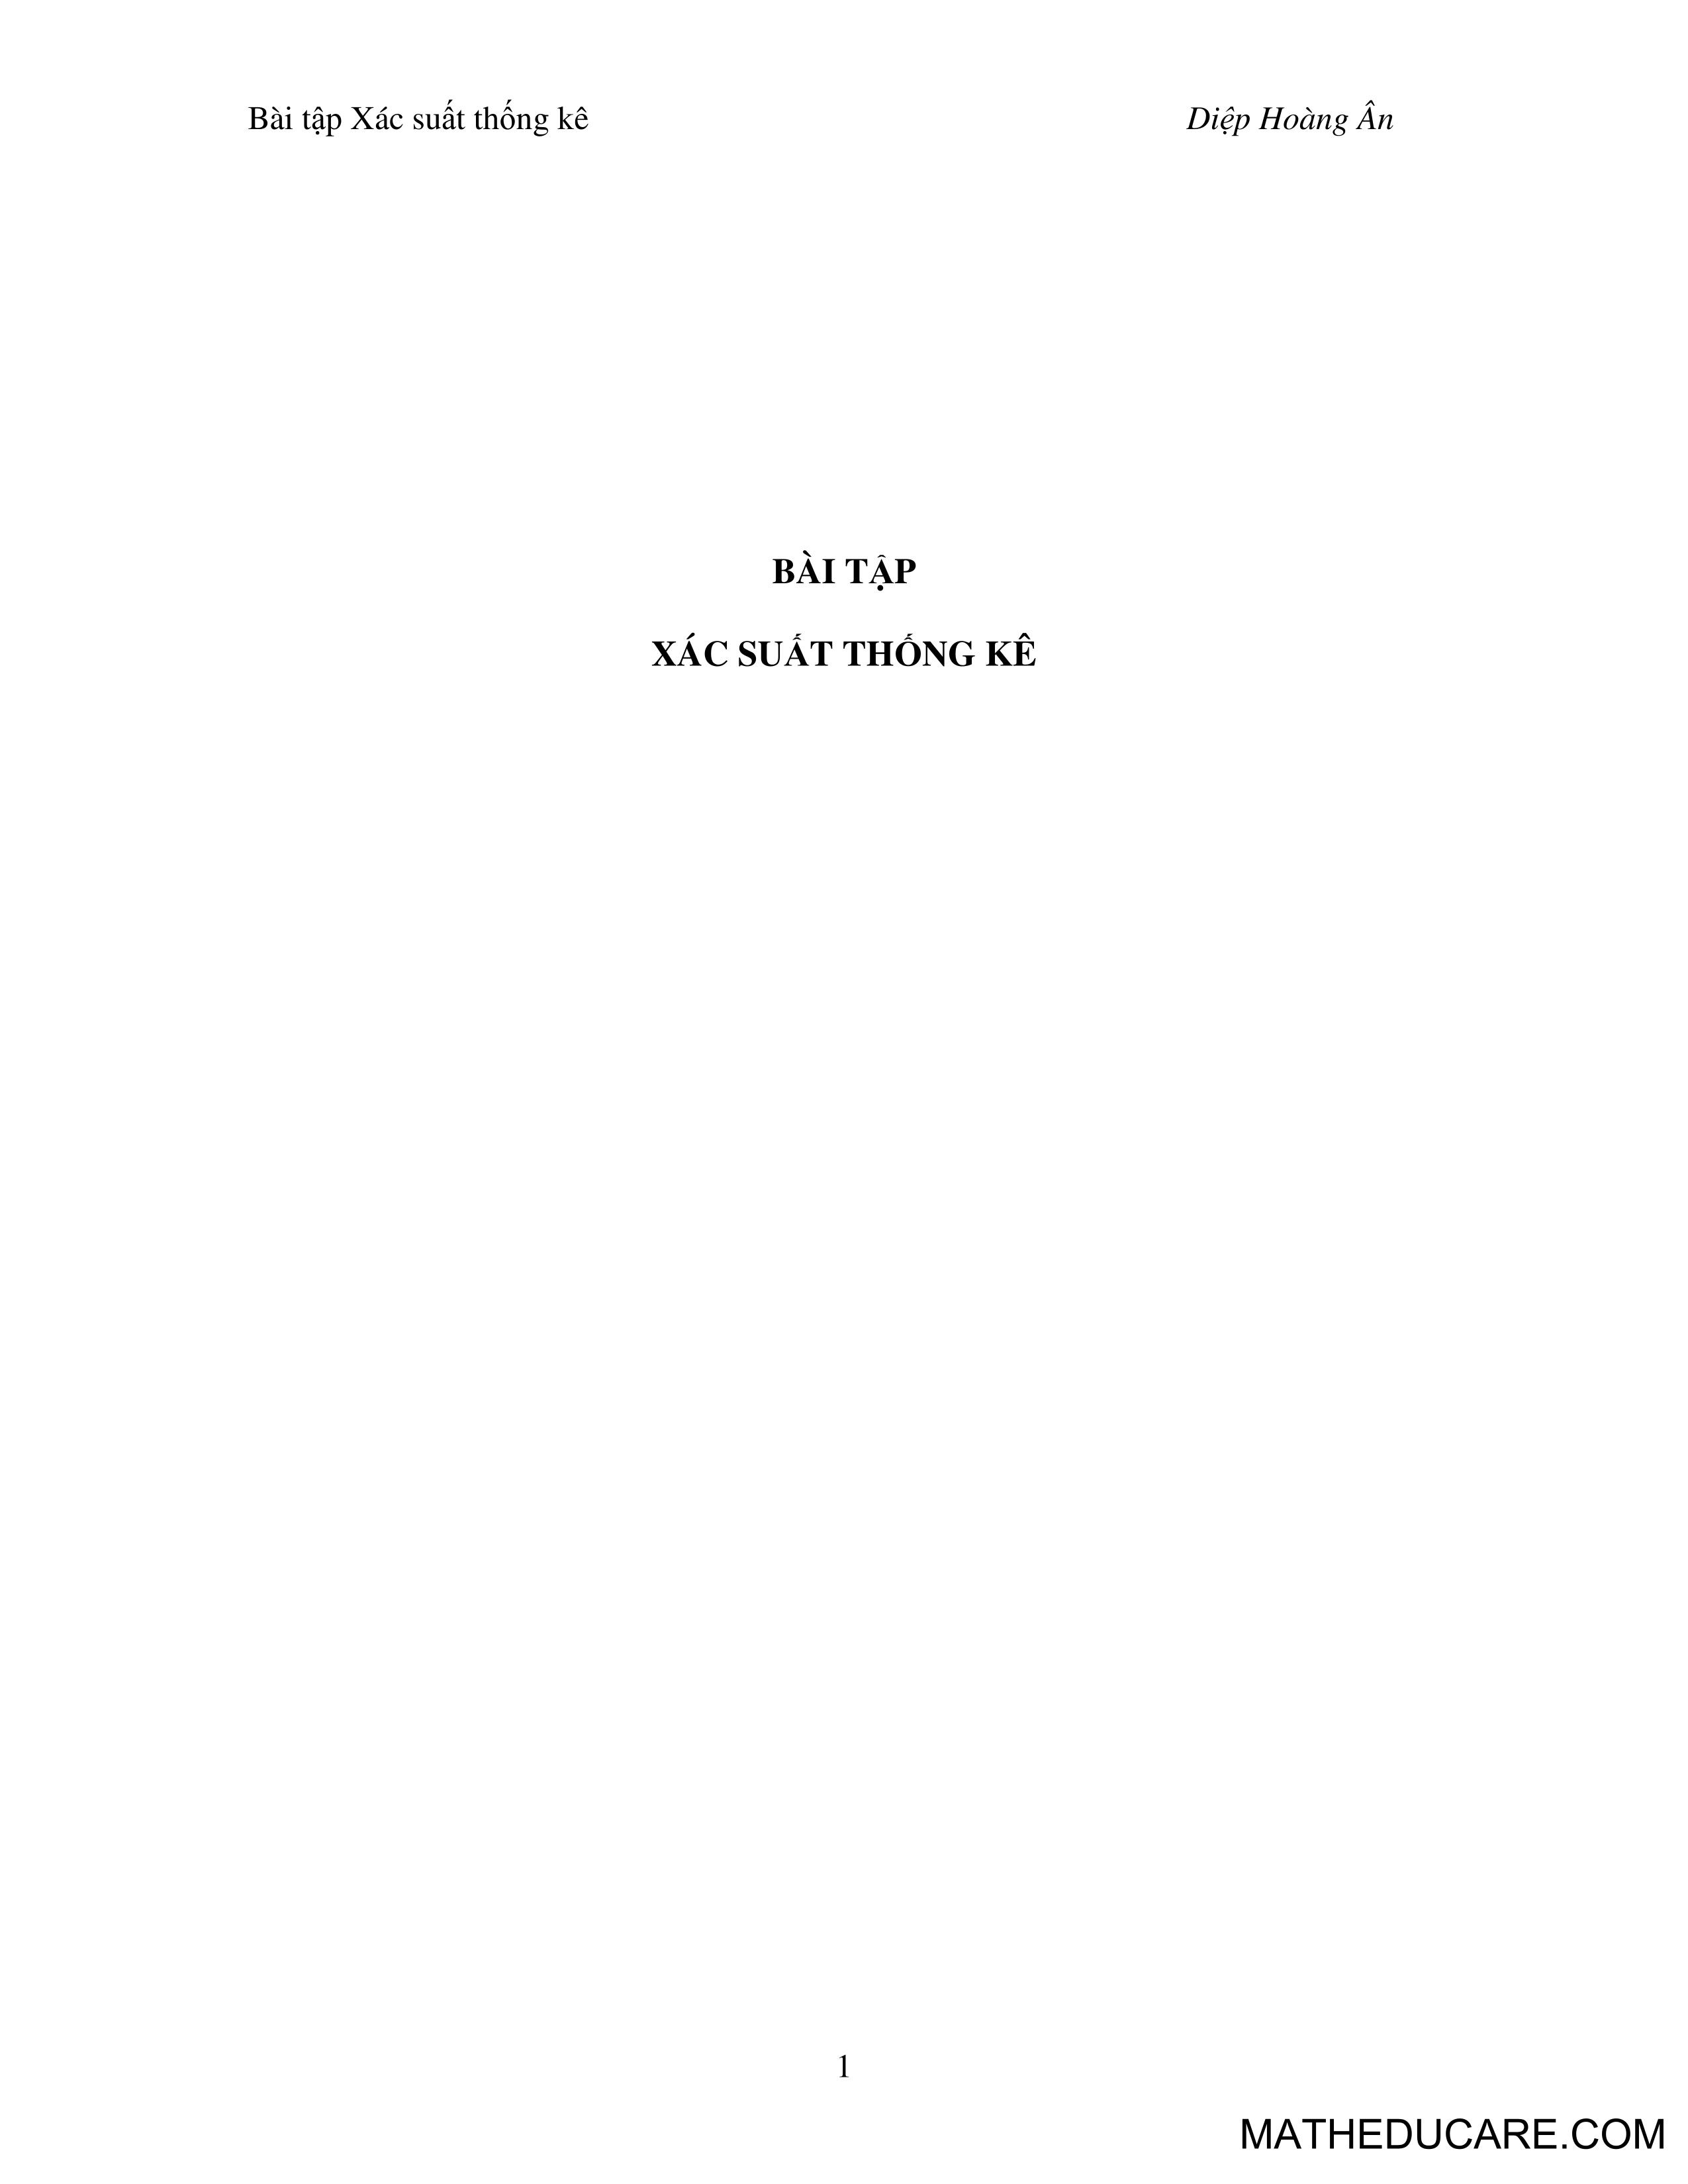 Bài tập Xác suất thống kê Diệp Hoàng Ân
BÀI TẬP
XÁC SUẤT THỐNG KÊ
1
MATHEDUCARE.COM